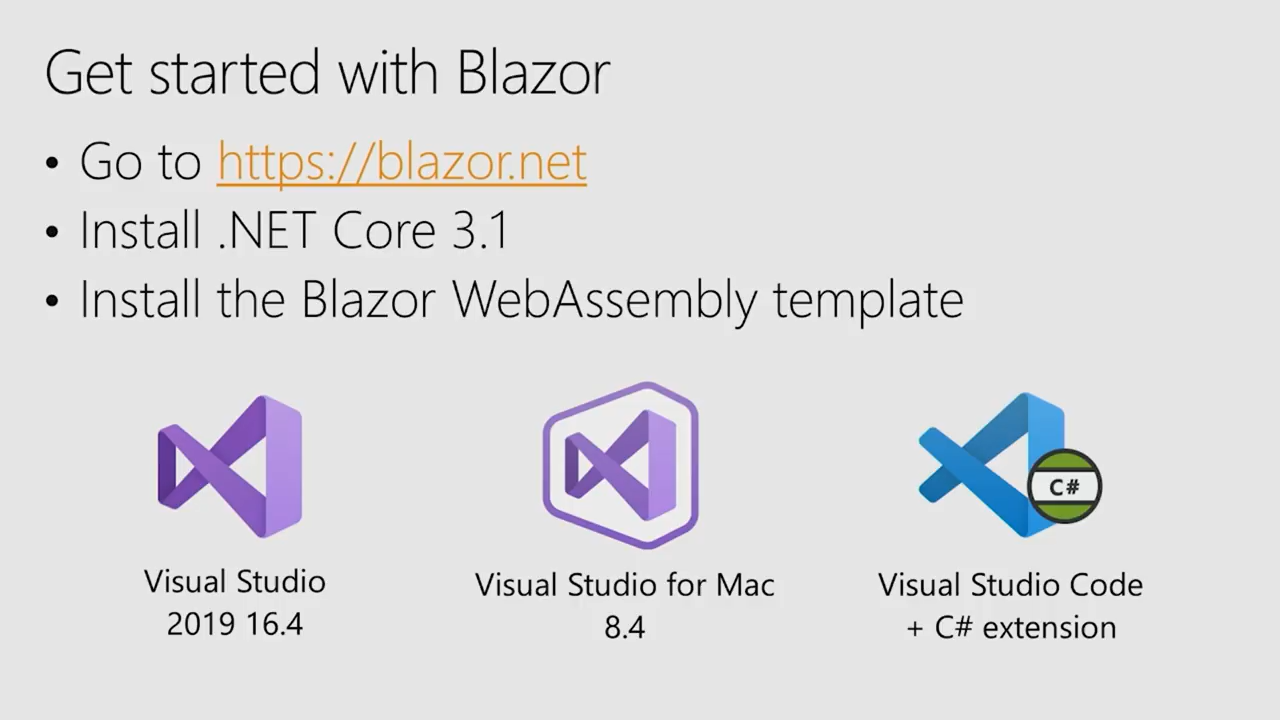 Get started with Blazor
• Go to https://blazor.net
• Install .NET Core 3.1
• Install the Blazor WebAssembly template
C#
Visual Studio
2019 16.4
Visual Studio for Mac
8.4
Visual Studio Code
+ C# extension